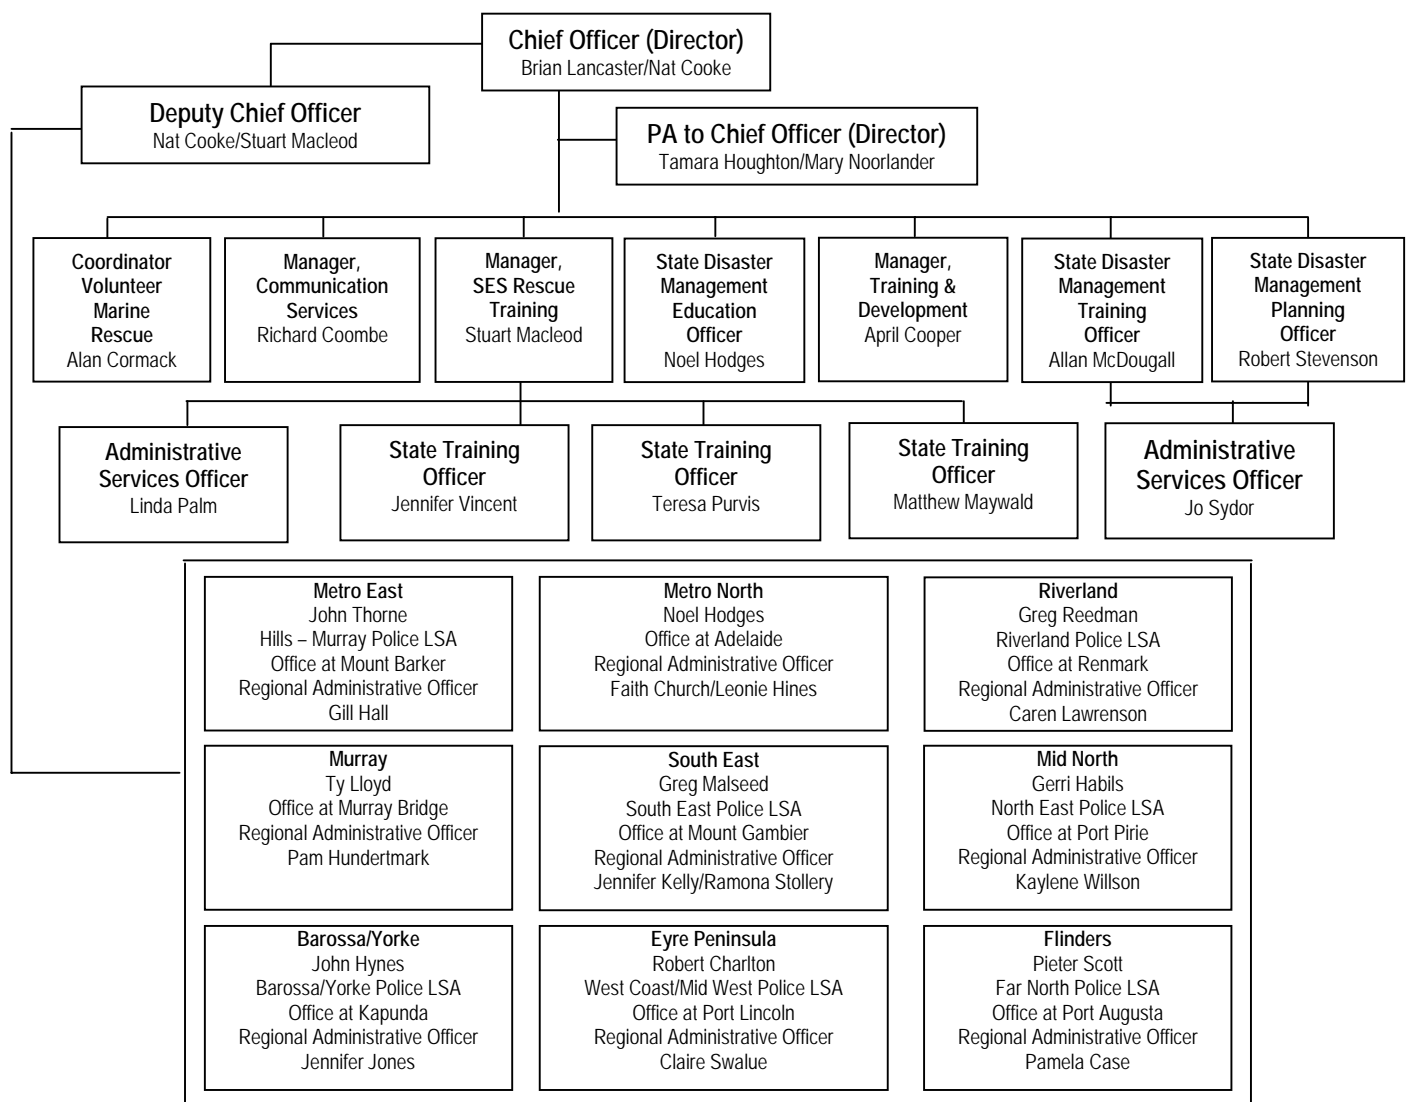 Chief Officer (Director)
Brian Lancaster/Nat Cooke
Deputy Chief Officer
Nat Cooke/Stuart Macleod
PA to Chief Officer (Director)
Tamara Houghton/Mary Noorlander
Coordinator
Volunteer
Marine
Rescue
Alan Cormack
Manager,
Communication
Services
Richard Coombe
Manager,
SES Rescue
Training
Stuart Macleod
State Disaster
Management
Education
Officer
Noel Hodges
Manager,
Training &
Development
April Cooper
State Disaster
Management
Training
Officer
Allan McDougall
State Disaster
Management
Planning
Officer
Robert Stevenson
Administrative
Services Officer
Linda Palm
State Training
Officer
Jennifer Vincent
State Training
Officer
Teresa Purvis
State Training
Officer
Matthew Maywald
Administrative
Services Officer
Jo Sydor
Metro East
John Thorne
Hills – Murray Police LSA
Office at Mount Barker
Regional Administrative Officer
Gill Hall
Metro North
Noel Hodges
Office at Adelaide
Regional Administrative Officer
Faith Church/Leonie Hines
Riverland
Greg Reedman
Riverland Police LSA
Office at Renmark
Regional Administrative Officer
Caren Lawrenson
Murray
Ty Lloyd
Office at Murray Bridge
Regional Administrative Officer
Pam Hundertmark
South East
Greg Malseed
South East Police LSA
Office at Mount Gambier
Regional Administrative Officer
Jennifer Kelly/Ramona Stollery
Mid North
Gerri Habils
North East Police LSA
Office at Port Pirie
Regional Administrative Officer
Kaylene Willson
Barossa/Yorke
John Hynes
Barossa/Yorke Police LSA
Office at Kapunda
Regional Administrative Officer
Jennifer Jones
Eyre Peninsula
Robert Charlton
West Coast/Mid West Police LSA
Office at Port Lincoln
Regional Administrative Officer
Claire Swalue
Flinders
Pieter Scott
Far North Police LSA
Office at Port Augusta
Regional Administrative Officer
Pamela Case